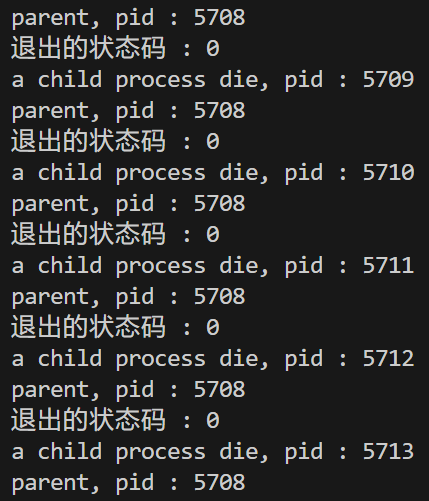 parent, pid : 5708
退出的状态码 : 0
a child process die, pid : 5709
parent, pid : 5708
退出的状态码 : 0
a child process die, pid : 5710
parent, pid : 5708
退出的状态码 : 0
a child process die, pid : 5711
parent, pid : 5708
退出的状态码 : 0
a child process die, pid : 5712
parent, pid : 5708
退出的状态码 : 0
a child process die, pid : 5713
parent, pid : 5708